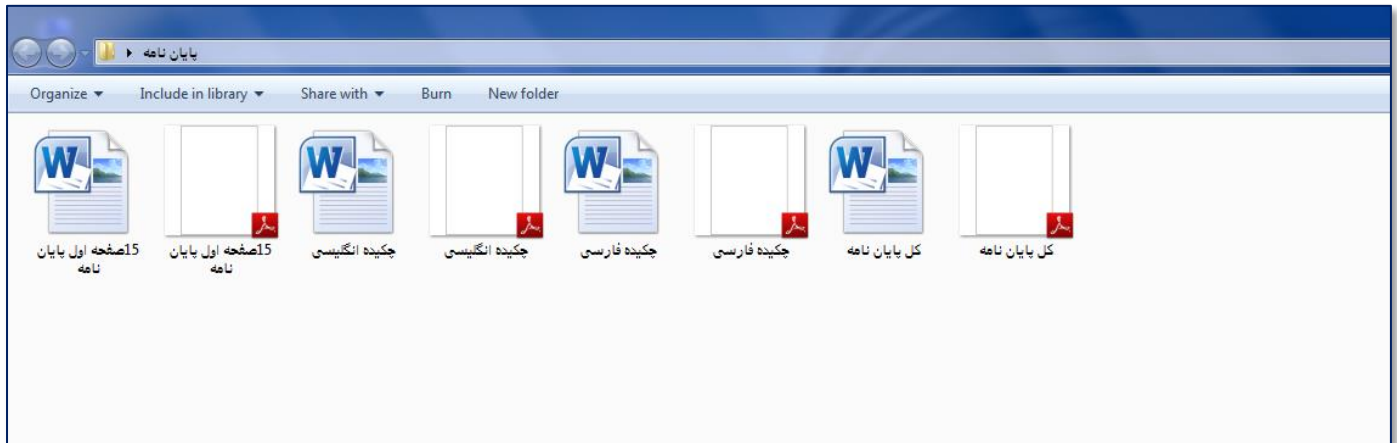 پایان نامه
Organize Include in library Share with Burn New folder
15صفحه اول پایان نامه
15صفحه اول پایان نامه
چکیده انگلیسی
چکیده انگلیسی
چکیده فارسی
چکیده فارسی
کل پایان نامه
کل پایان نامه